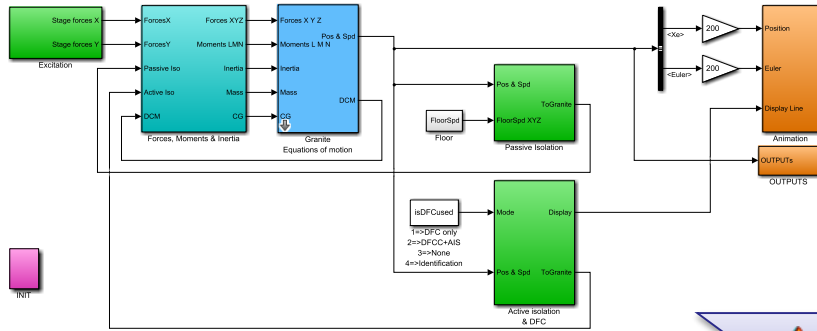 Stage forces X
Stage forces Y
Excitation
ForcesX
ForcesY
Passive Iso
Active Iso
DCM
Forces XYZ
Moments LMN
Inertia
Mass
CG
Forces, Moments & Inertia
Forces X Y Z
Moments L M N
Inertia
Mass
CG
Pos & Spd
DCM
Granite
Equations of motion
FloorSpd
Floor
Pos & Spd
FloorSpd XYZ
ToGranite
Passive Isolation
<Xe>
<Euler>
200
200
Position
Euler
Display Line
Animation
OUTPUTs
OUTPUTS
isDFCused
1=>DFC only
2=>DFCC+AIS
3=>None
4=>Identification
Mode
Pos & Spd
Display
ToGranite
Active isolation
& DFC
INIT